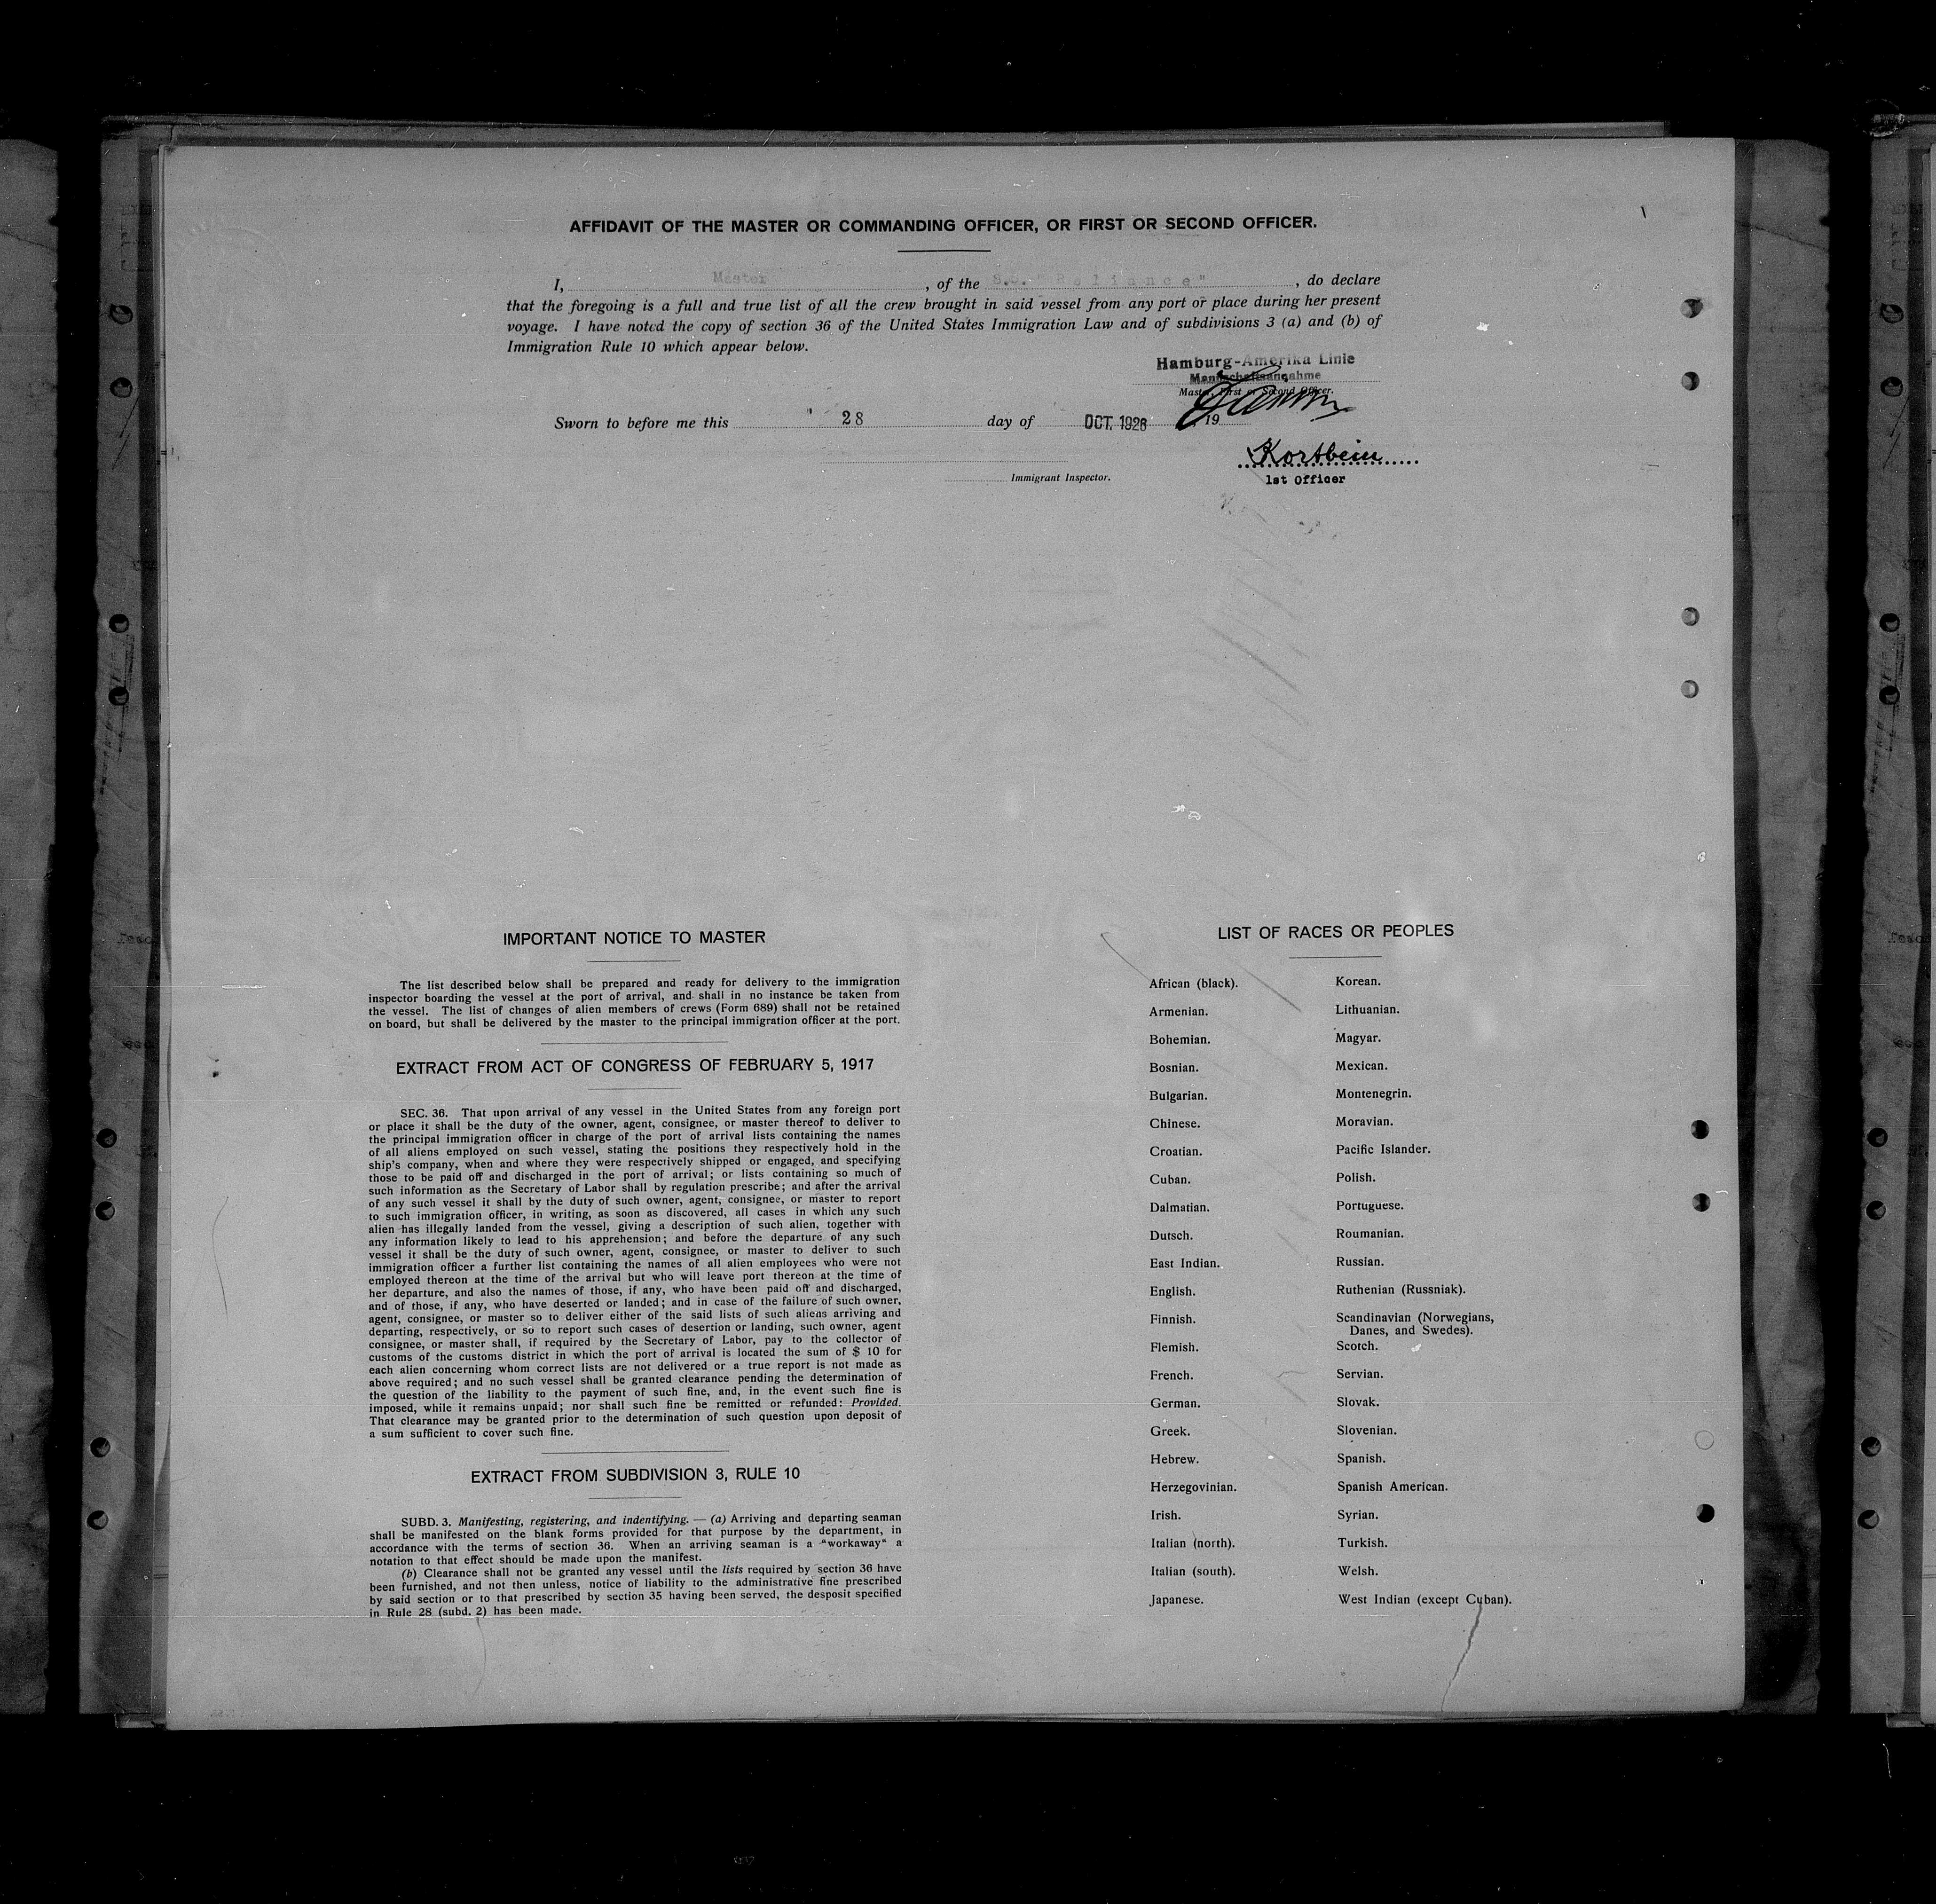 AFFIDAVIT OF THE MASTER OR COMMANDING OFFICER, OR FIRST OR SECOND OFFICER.
I, Master , of the S.S. "Reliance" , do declare
that the foregoing is a full and true list of all the crew brought in said vessel from any port or place during her present
voyage. I have noted the copy of section 36 of the United States Immigration Law and of subdivisions 3 (a) and (b) of
Immigration Rule 10 which appear below.
Hamburg-Amerika Linie
Mannschaftsannahme
Master, First or Second Officer.
Sworn to before me this 28 day of OCT. 1926 , 19
Kortbein
Immigrant Inspector.
1st Officer
IMPORTANT NOTICE TO MASTER
The list described below shall be prepared and ready for delivery to the immigration
inspector boarding the vessel at the port of arrival, and shall in no instance be taken from
the vessel. The list of changes of alien members of crews (Form 689) shall not be retained
on board, but shall be delivered by the master to the principal immigration officer at the port.
EXTRACT FROM ACT OF CONGRESS OF FEBRUARY 5, 1917
SEC. 36. That upon arrival of any vessel in the United States from any foreign port
or place it shall be the duty of the owner, agent, consignee, or master thereof to deliver to
the principal immigration officer in charge of the port of arrival lists containing the names
of all aliens employed on such vessel, stating the positions they respectively hold in the
ship's company, when and where they were respectively shipped or engaged, and specifying
those to be paid off and discharged in the port of arrival; or lists containing so much of
such information as the Secretary of Labor shall by regulation prescribe; and after the arrival
of any such vessel it shall by the duty of such owner, agent, consignee, or master to report
to such immigration officer, in writing, as soon as discovered, all cases in which any such
alien has illegally landed from the vessel, giving a description of such alien, together with
any information likely to lead to his apprehension; and before the departure of any such
vessel it shall be the duty of such owner, agent, consignee, or master to deliver to such
immigration officer a further list containing the names of all alien employees who were not
employed thereon at the time of the arrival but who will leave port thereon at the time of
her departure, and also the names of those, if any, who have been paid off and discharged,
and of those, if any, who have deserted or landed; and in case of the failure of such owner,
agent, consignee, or master so to deliver either of the said lists of such aliens arriving and
departing, respectively, or so to report such cases of desertion or landing, such owner, agent
consignee, or master shall, if required by the Secretary of Labor, pay to the collector of
customs of the customs district in which the port of arrival is located the sum of $ 10 for
each alien concerning whom correct lists are not delivered or a true report is not made as
above required; and no such vessel shall be granted clearance pending the determination of
the question of the liability to the payment of such fine, and, in the event such fine is
imposed, while it remains unpaid; nor shall such fine be remitted or refunded: Provided.
That clearance may be granted prior to the determination of such question upon deposit of
a sum sufficient to cover such fine.
EXTRACT FROM SUBDIVISION 3, RULE 10
SUBD. 3. Manifesting, registering, and indentifying. — (a) Arriving and departing seaman
shall be manifested on the blank forms provided for that purpose by the department, in
accordance with the terms of section 36. When an arriving seaman is a "workaway" a
notation to that effect should be made upon the manifest.
(b) Clearance shall not be granted any vessel until the lists required by section 36 have
been furnished, and not then unless, notice of liability to the administrative fine prescribed
by said section or to that prescribed by section 35 having been served, the desposit specified
in Rule 28 (subd. 2) has been made.
LIST OF RACES OR PEOPLES
African (black).
Armenian.
Bohemian.
Bosnian.
Bulgarian.
Chinese.
Croatian.
Cuban.
Dalmatian.
Dutsch.
East Indian.
English.
Finnish.
Flemish.
French.
German.
Greek.
Hebrew.
Herzegovinian.
Irish.
Italian (north).
Italian (south).
Japanese.
Korean.
Lithuanian.
Magyar.
Mexican.
Montenegrin.
Moravian.
Pacific Islander.
Polish.
Portuguese.
Roumanian.
Russian.
Ruthenian (Russniak).
Scandinavian (Norwegians,
Danes, and Swedes).
Scotch.
Servian.
Slovak.
Slovenian.
Spanish.
Spanish American.
Syrian.
Turkish.
Welsh.
West Indian (except Cuban).